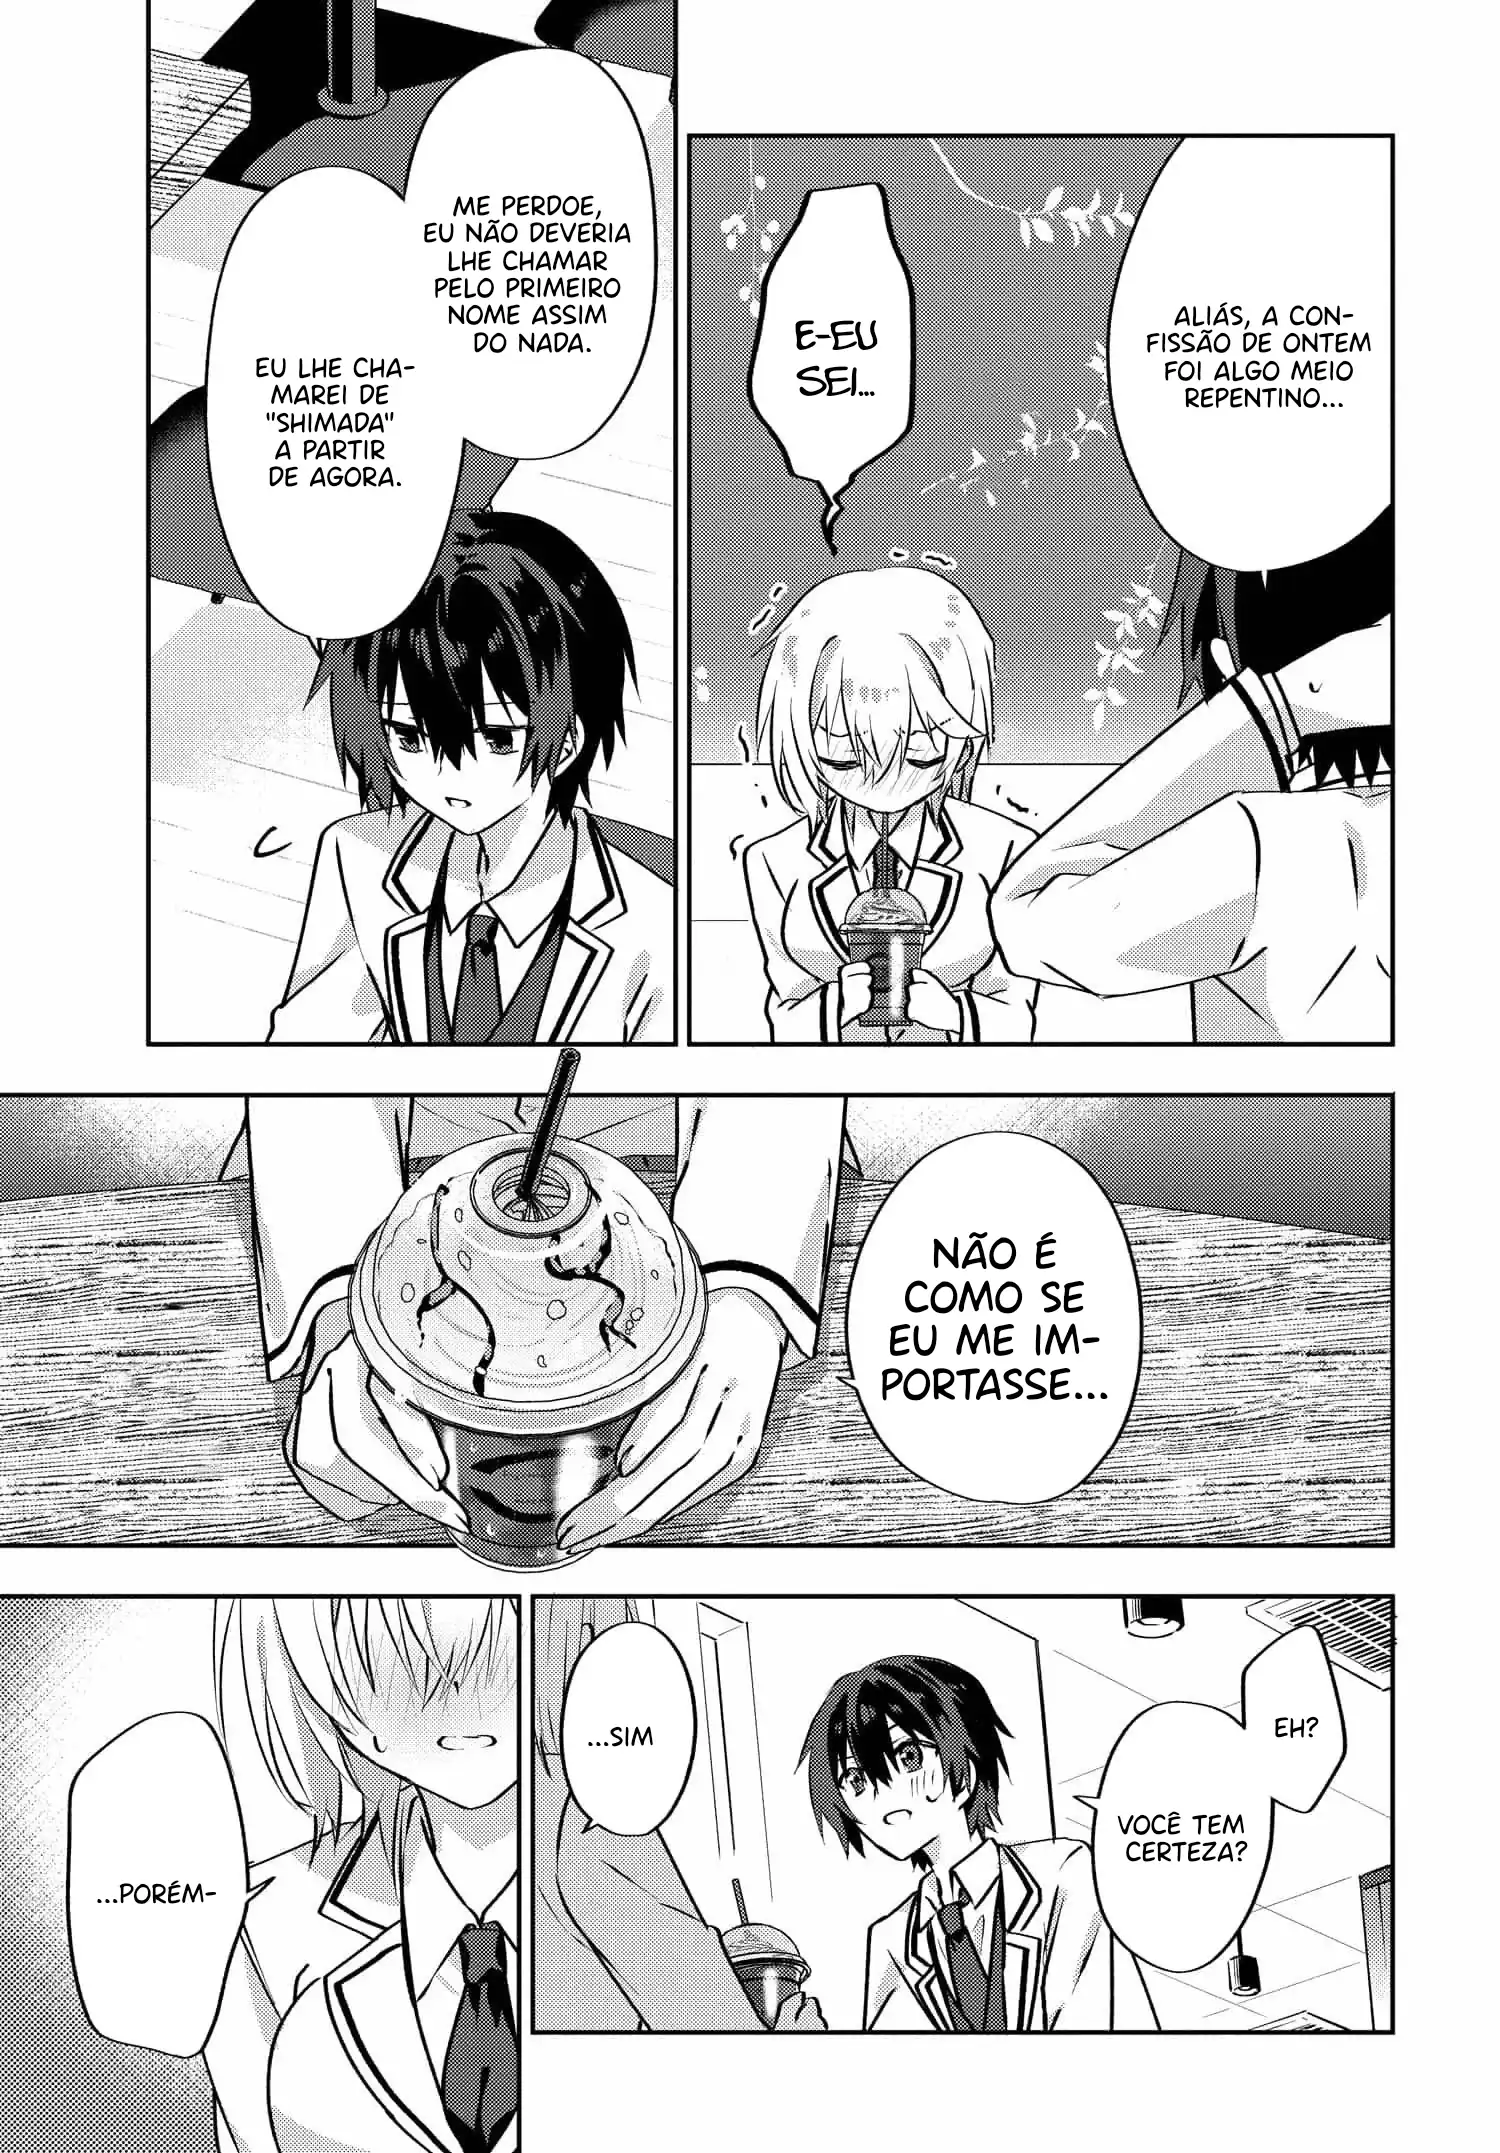 ALIÁS, A CON-
FISSÃO DE ONTEM
FOI ALGO MEIO
REPENTINO...
E-EU
SEI...
ME PERDOE,
EU NÃO DEVERIA
LHE CHAMAR
PELO PRIMEIRO
NOME ASSIM
DO NADA.
EU LHE CHA-
MAREI DE
"SHIMADA"
A PARTIR
DE AGORA.
NÃO É
COMO SE
EU ME IM-
PORTASSE...
EH?
VOCÊ TEM
CERTEZA?
...SIM
...PORÉM-